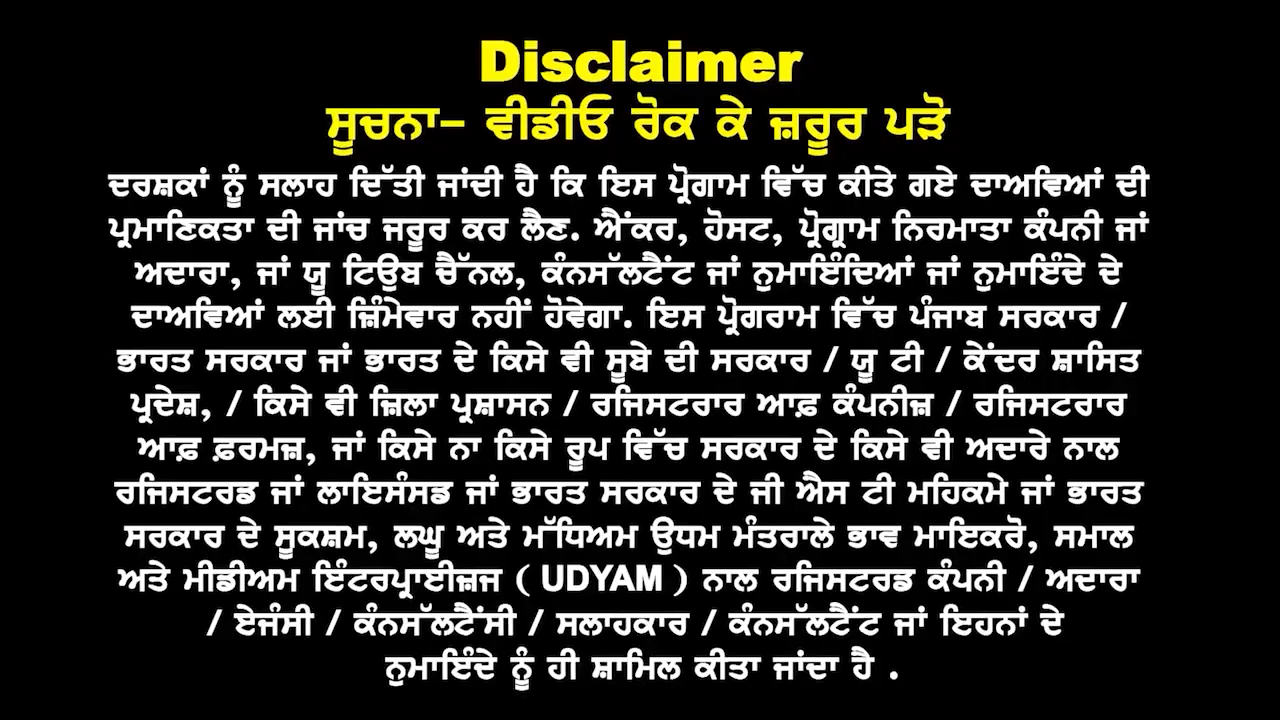 Disclaimer
ਸੂਚਨਾ- ਵੀਡੀਓ ਰੋਕ ਕੇ ਜ਼ਰੂਰ ਪੜੋ
ਦਰਸ਼ਕਾਂ ਨੂੰ ਸਲਾਹ ਦਿੱਤੀ ਜਾਂਦੀ ਹੈ ਕਿ ਇਸ ਪ੍ਰੋਗਾਮ ਵਿੱਚ ਕੀਤੇ ਗਏ ਦਾਅਵਿਆਂ ਦੀ
ਪ੍ਰਮਾਣਿਕਤਾ ਦੀ ਜਾਂਚ ਜਰੂਰ ਕਰ ਲੈਣ. ਐਂਕਰ, ਹੋਸਟ, ਪ੍ਰੋਗ੍ਰਾਮ ਨਿਰਮਾਤਾ ਕੰਪਨੀ ਜਾਂ
ਅਦਾਰਾ, ਜਾਂ ਯੂ ਟਿਉਬ ਚੈੱਨਲ, ਕੰਨਸੱਲਟੈਂਟ ਜਾਂ ਨੁਮਾਇੰਦਿਆਂ ਜਾਂ ਨੁਮਾਇੰਦੇ ਦੇ
ਦਾਅਵਿਆਂ ਲਈ ਜ਼ਿੰਮੇਵਾਰ ਨਹੀਂ ਹੋਵੇਗਾ. ਇਸ ਪ੍ਰੋਗਰਾਮ ਵਿੱਚ ਪੰਜਾਬ ਸਰਕਾਰ /
ਭਾਰਤ ਸਰਕਾਰ ਜਾਂ ਭਾਰਤ ਦੇ ਕਿਸੇ ਵੀ ਸੂਬੇ ਦੀ ਸਰਕਾਰ / ਯੂ ਟੀ / ਕੇਂਦਰ ਸ਼ਾਸਿਤ
ਪ੍ਰਦੇਸ਼, / ਕਿਸੇ ਵੀ ਜ਼ਿਲਾ ਪ੍ਰਸ਼ਾਸਨ / ਰਜਿਸਟਰਾਰ ਆਫ਼ ਕੰਪਨੀਜ਼ / ਰਜਿਸਟਰਾਰ
ਆਫ਼ ਫ਼ਰਮਜ਼, ਜਾਂ ਕਿਸੇ ਨਾ ਕਿਸੇ ਰੂਪ ਵਿੱਚ ਸਰਕਾਰ ਦੇ ਕਿਸੇ ਵੀ ਅਦਾਰੇ ਨਾਲ
ਰਜਿਸਟਰਡ ਜਾਂ ਲਾਇਸੰਸਡ ਜਾਂ ਭਾਰਤ ਸਰਕਾਰ ਦੇ ਜੀ ਐਸ ਟੀ ਮਹਿਕਮੇ ਜਾਂ ਭਾਰਤ
ਸਰਕਾਰ ਦੇ ਸੂਕਸ਼ਮ, ਲਘੂ ਅਤੇ ਮੱਧਿਅਮ ਉਧਮ ਮੰਤਰਾਲੇ ਭਾਵ ਮਾਇਕਰੋ, ਸਮਾਲ
ਅਤੇ ਮੀਡੀਅਮ ਇੰਟਰਪ੍ਰਾਈਜ਼ਜ ( UDYAM ) ਨਾਲ ਰਜਿਸਟਰਡ ਕੰਪਨੀ / ਅਦਾਰਾ
/ ਏਜੰਸੀ / ਕੰਨਸੱਲਟੈਂਸੀ / ਸਲਾਹਕਾਰ / ਕੰਨਸੱਲਟੈਂਟ ਜਾਂ ਇਹਨਾਂ ਦੇ
ਨੁਮਾਇੰਦੇ ਨੂੰ ਹੀ ਸ਼ਾਮਿਲ ਕੀਤਾ ਜਾਂਦਾ ਹੈ .